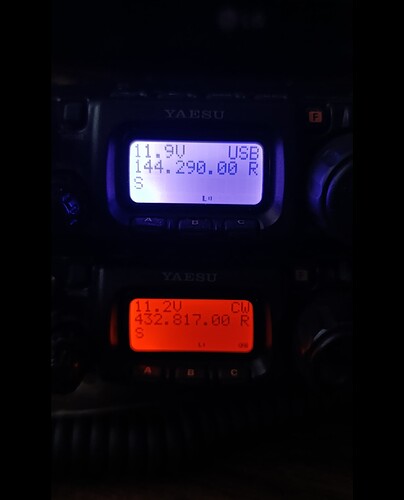 YAESU
F
11.9V USB
144.290.00 R
S
A B C
YAESU
11.2V CW
432.817.00 R
S
A B C